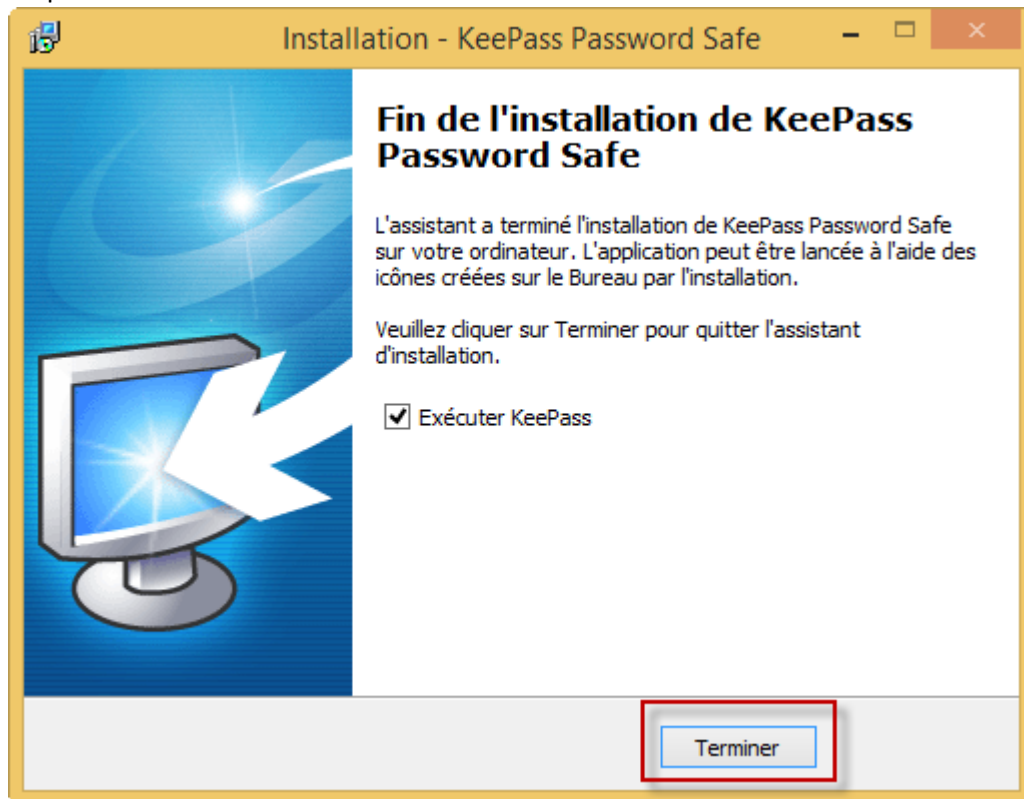 Installation - KeePass Password Safe
Fin de l'installation de KeePass
Password Safe
L'assistant a terminé l'installation de KeePass Password Safe
sur votre ordinateur. L'application peut être lancée à l'aide des
icônes créées sur le Bureau par l'installation.
Veuillez cliquer sur Terminer pour quitter l'assistant
d'installation.
Exécuter KeePass
Terminer